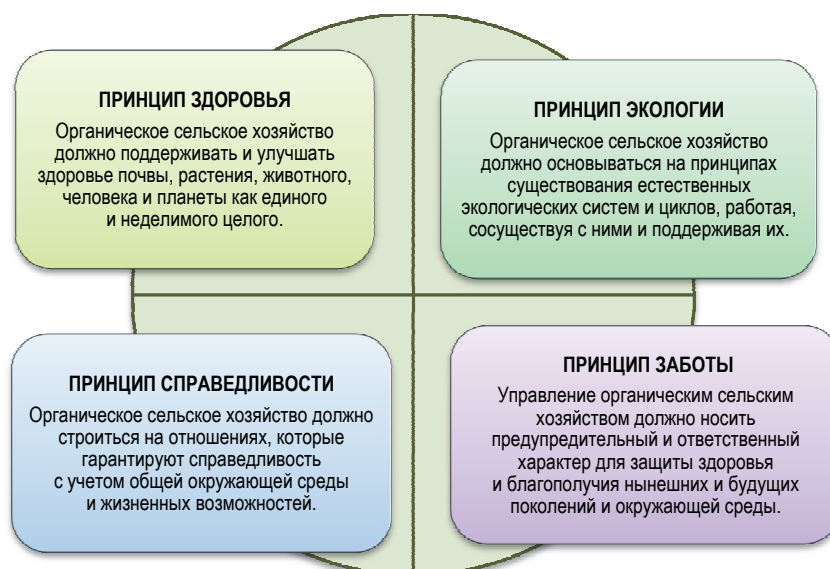 ПРИНЦИП ЗДОРОВЬЯ
Органическое сельское хозяйство
должно поддерживать и улучшать
здоровье почвы, растения, животного,
человека и планеты как единого
и неделимого целого.
ПРИНЦИП ЭКОЛОГИИ
Органическое сельское хозяйство
должно основываться на принципах
существования естественных
экологических систем и циклов, работая,
сосуществуя с ними и поддерживая их.
ПРИНЦИП СПРАВЕДЛИВОСТИ
Органическое сельское хозяйство должно
строиться на отношениях, которые
гарантируют справедливость
с учетом общей окружающей среды
и жизненных возможностей.
ПРИНЦИП ЗАБОТЫ
Управление органическим сельским
хозяйством должно носить
предупредительный и ответственный
характер для защиты здоровья
и благополучия нынешних и будущих
поколений и окружающей среды.